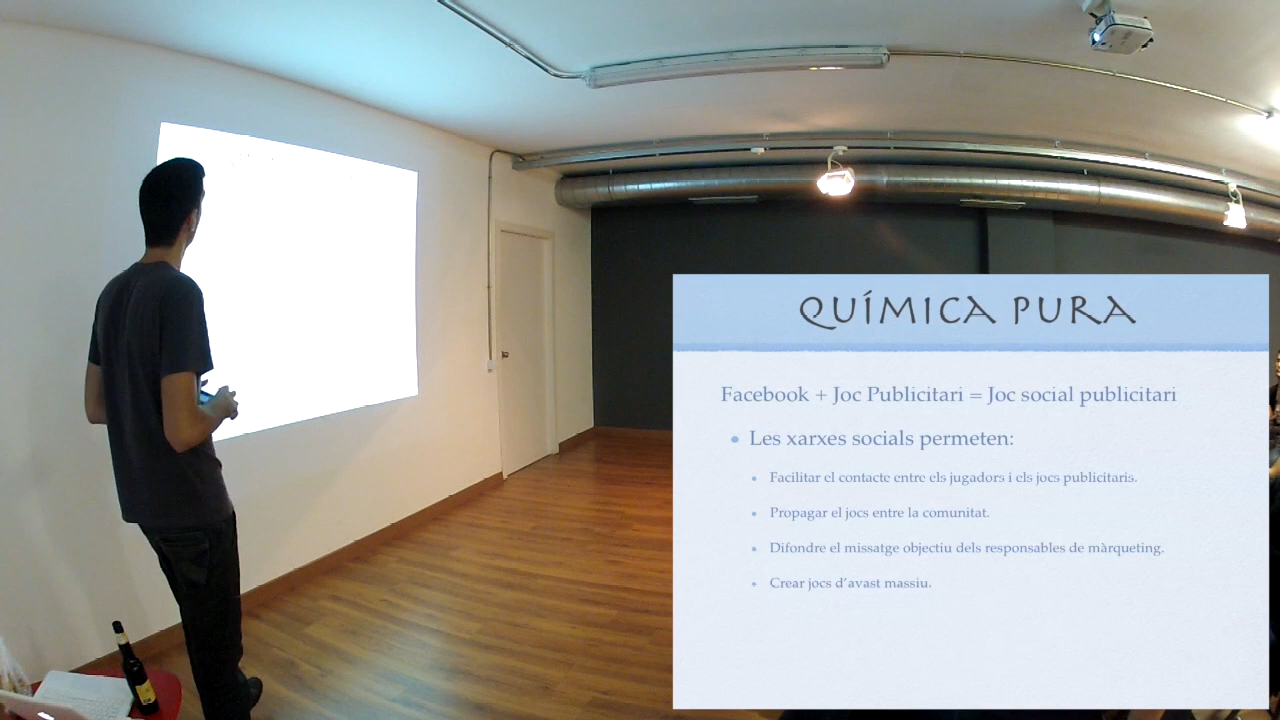 QUÍMICA PURA
Facebook + Joc Publicitari = Joc social publicitari
Les xarxes socials permeten:
Facilitar el contacte entre els jugadors i els jocs publicitaris.
Propagar el jocs entre la comunitat.
Difondre el missatge objectiu dels responsables de màrqueting.
Crear jocs d'avast massiu.